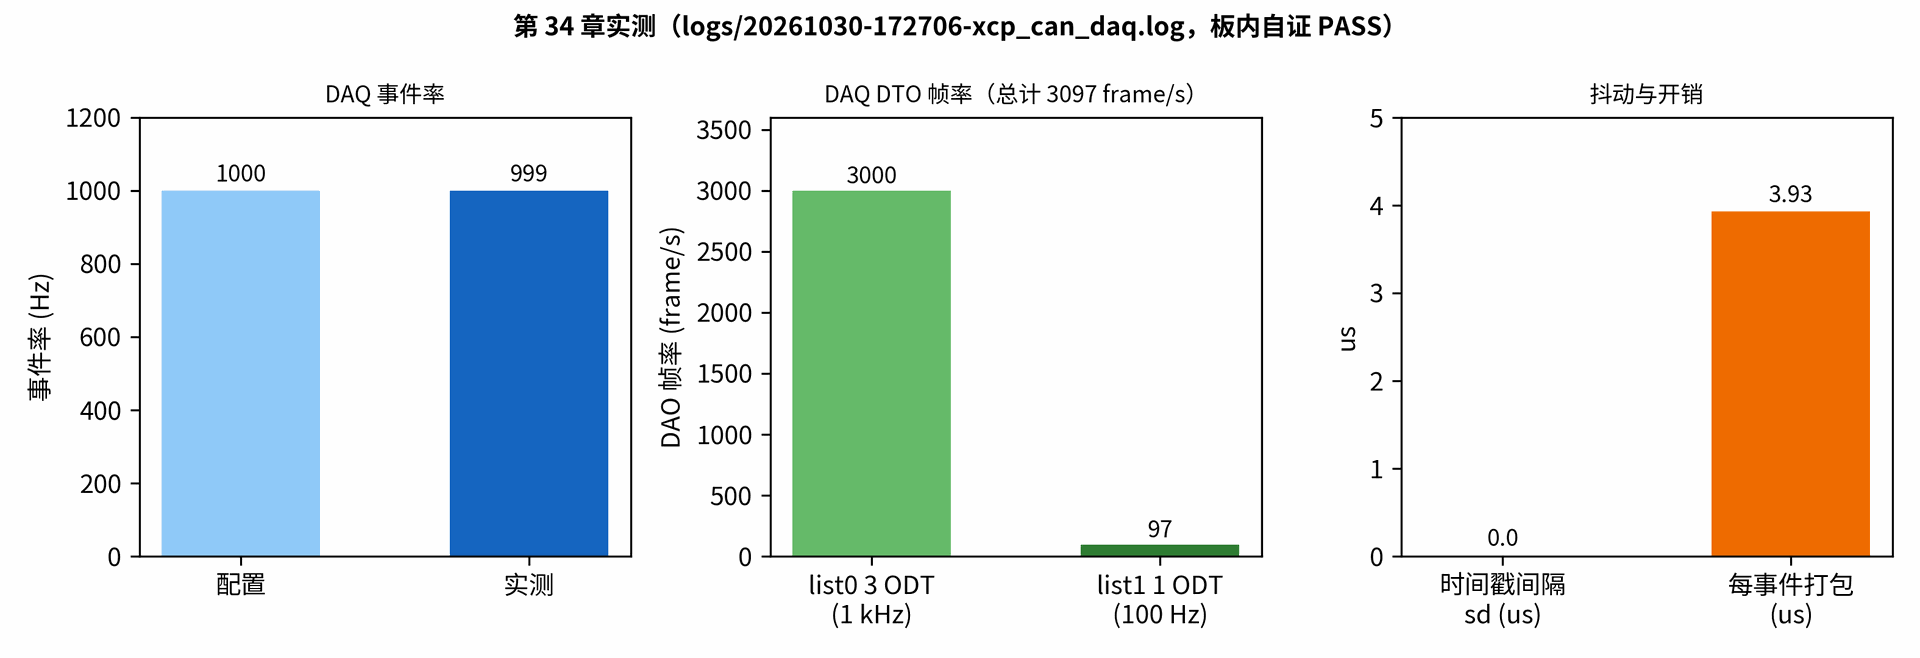 第 34 章实测（logs/20261030-172706-xcp_can_daq.log，板内自证 PASS）
DAQ 事件率
事件率 (Hz)
1200
1000
800
600
400
200
0
1000
999
配置
实测
DAQ DTO 帧率（总计 3097 frame/s）
DAO 帧率 (frame/s)
3500
3000
2500
2000
1500
1000
500
0
3000
97
list0 3 ODT
(1 kHz)
list1 1 ODT
(100 Hz)
抖动与开销
us
5
4
3
2
1
0
0.0
3.93
时间戳间隔
sd (us)
每事件打包
(us)